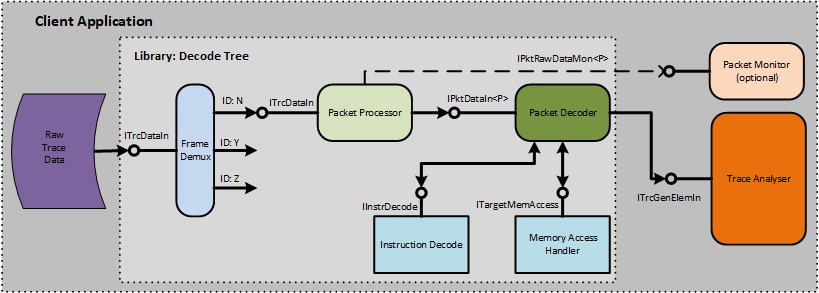 Client Application
Library: Decode Tree
IPktRawDataMon<P>
Packet Monitor
(optional)
ID: N
ITrcDataIn
Packet Processor
IPktDataIn<P>
Packet Decoder
Raw
Trace
Data
ITrcDataIn
Frame
Demux
ID: Y
ID: Z
Trace Analyser
ITrcGenElemIn
IInstrDecode
ITargetMemAccess
Instruction Decode
Memory Access
Handler